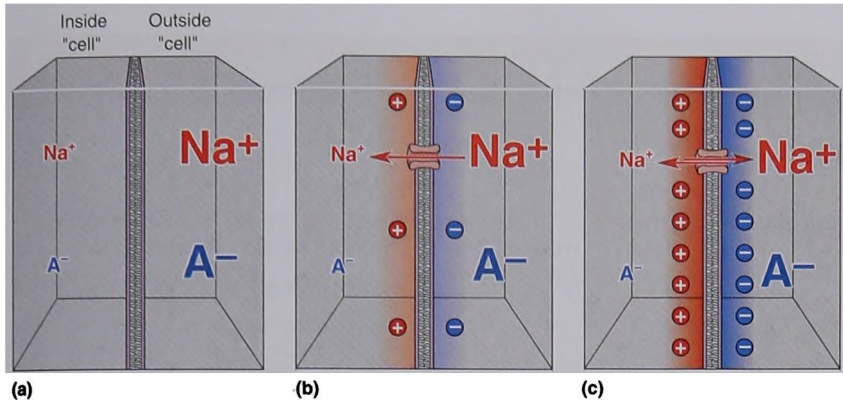 Inside
"cell"
Outside
"cell"
Na⁺
Na⁺
A⁻
A⁻
(a)
+
−
Na⁺
Na⁺
+
−
A⁻
A⁻
+
−
(b)
+
−
+
−
Na⁺
Na⁺
+
−
+
−
+
−
A⁻
A⁻
+
−
+
−
+
−
(c)